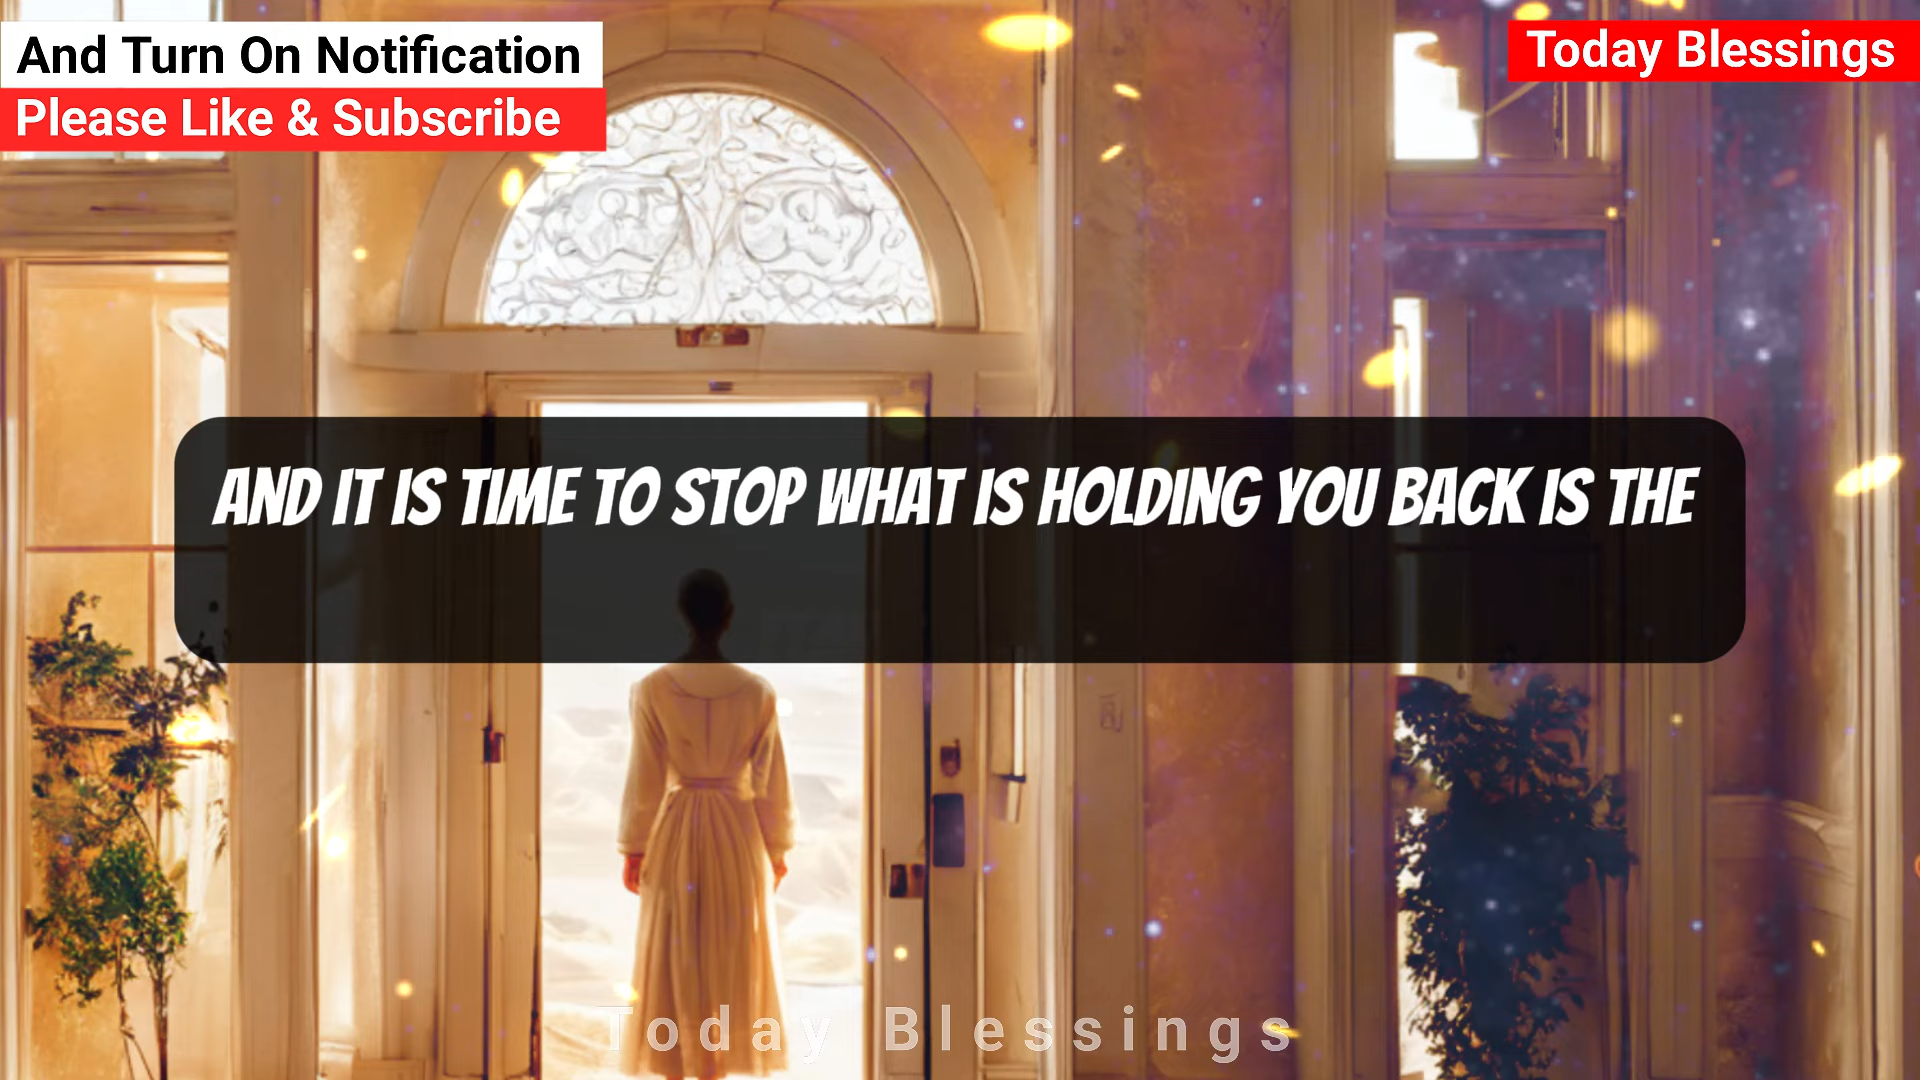 And Turn On Notification
Please Like & Subscribe
Today Blessings
AND IT IS TIME TO STOP WHAT IS HOLDING YOU BACK IS THE
Today Blessings